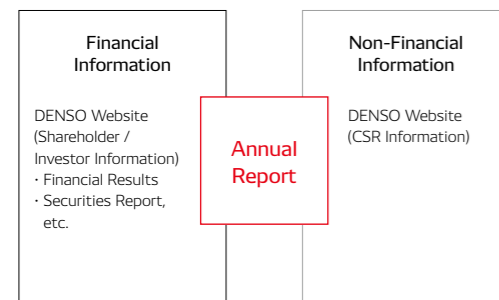 Financial
Information
DENSO Website
(Shareholder /
Investor Information)
・Financial Results
・Securities Report,
etc.
Annual
Report
Non-Financial
Information
DENSO Website
(CSR Information)